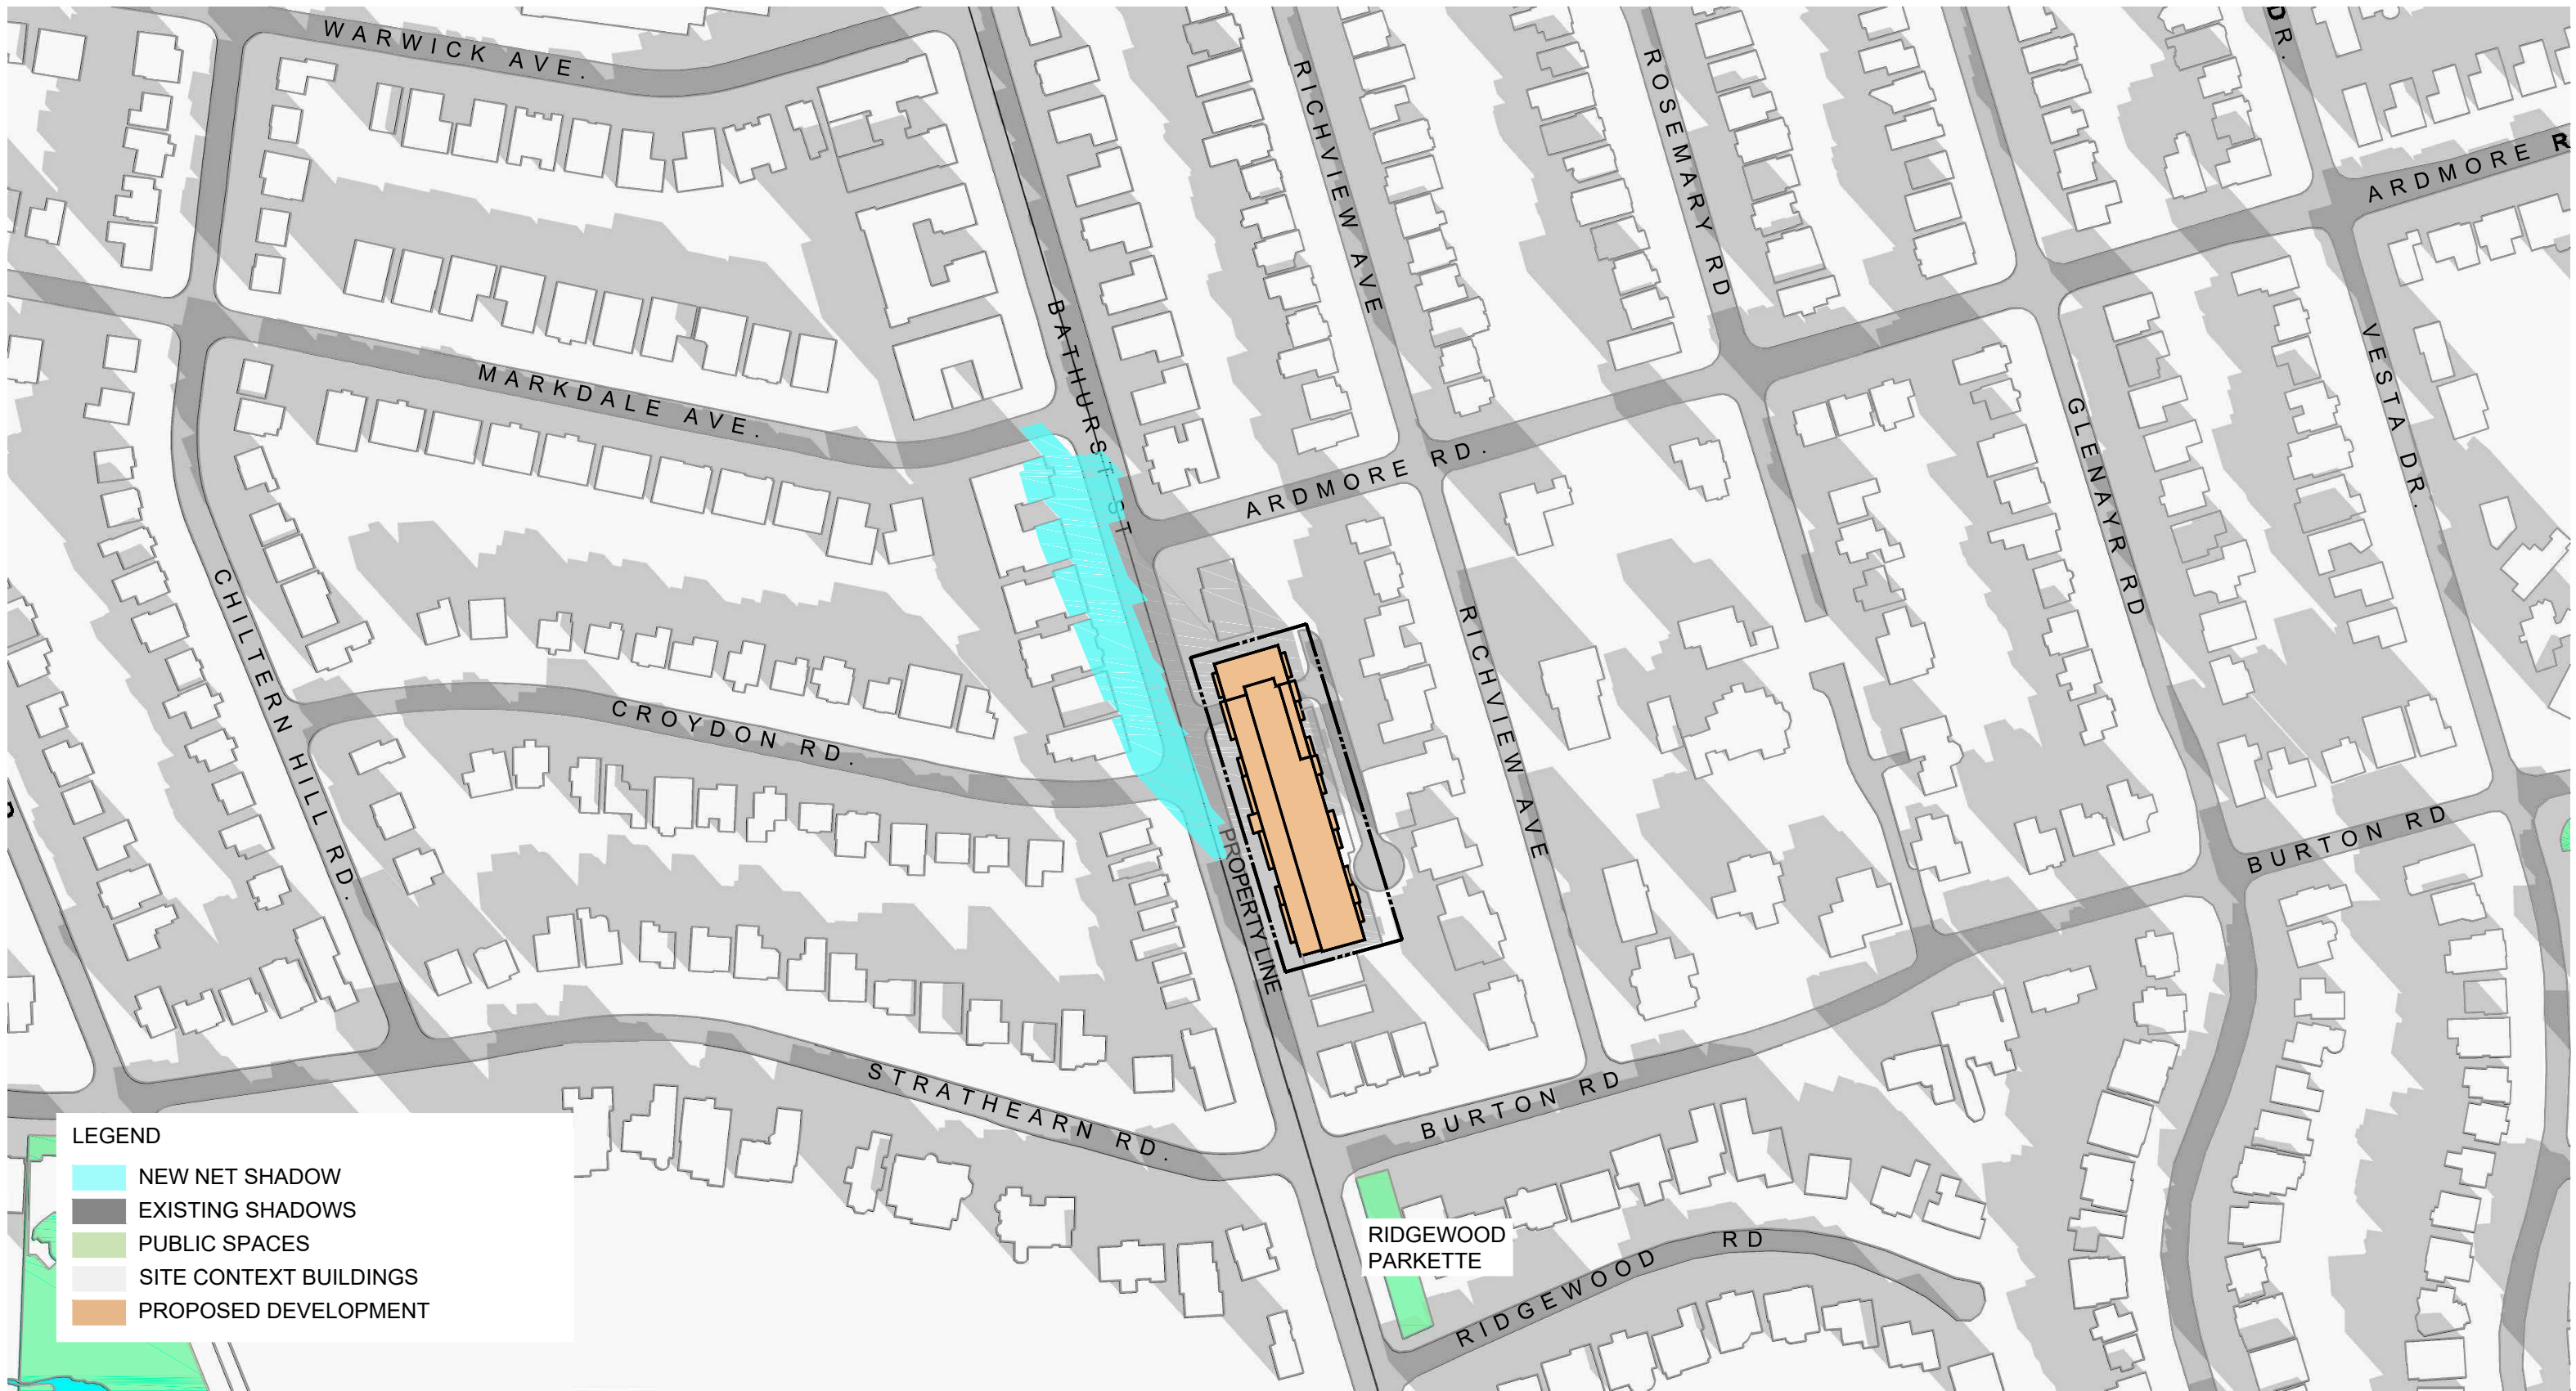 WARWICK AVE.
RICHVIEW AVE
ROSEMARY RD
DR.
ARDMORE R
BATHURST ST
MARKDALE AVE.
ARDMORE RD.
GLENAYR RD
VESTA DR.
CHILTERN HILL RD.
RICHVIEW AVE
CROYDON RD.
PROPERTY LINE
BURTON RD
STRATHEARN RD.
BURTON RD
RIDGEWOOD
PARKETTE
RIDGEWOOD RD
LEGEND
NEW NET SHADOW
EXISTING SHADOWS
PUBLIC SPACES
SITE CONTEXT BUILDINGS
PROPOSED DEVELOPMENT